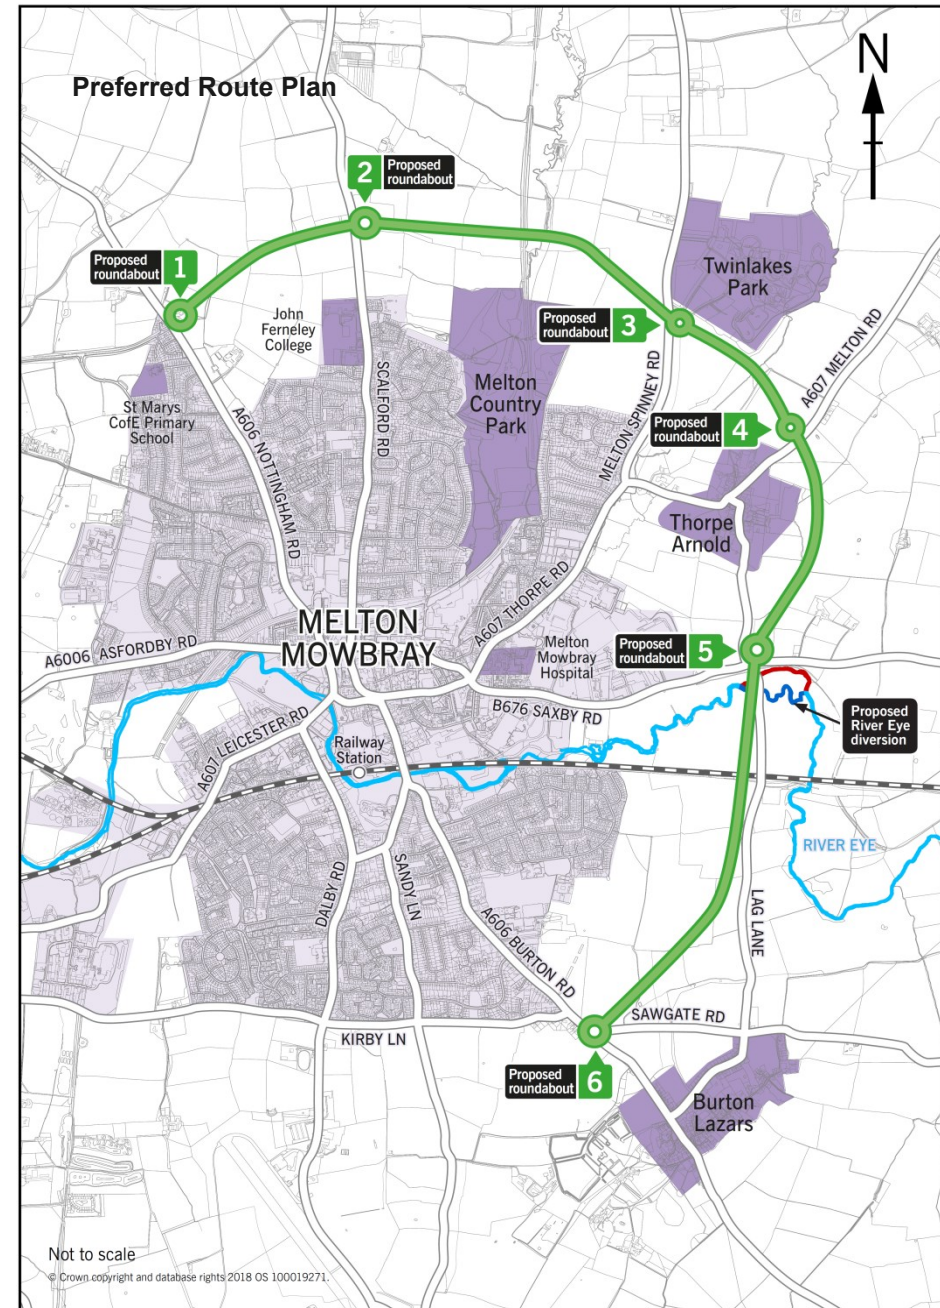 Preferred Route Plan
N
2
Proposed
roundabout
Proposed
roundabout
1
Twinlakes
Park
John
Ferneley
College
Proposed
roundabout
3
A607 MELTON RD
MELTON SPINNEY RD
SCALFORD RD
Melton
Country
Park
St Marys
CofE Primary
School
A606 NOTTINGHAM RD
Proposed
roundabout
4
Thorpe
Arnold
A607 THORPE RD
MELTON
MOWBRAY
A6006 ASFORDBY RD
Melton
Mowbray
Hospital
Proposed
roundabout
5
B676 SAXBY RD
Proposed
River Eye
diversion
A607 LEICESTER RD
Railway
Station
RIVER EYE
DALBY RD
SANDY LN
A606 BURTON RD
LAG LANE
SAWGATE RD
KIRBY LN
Proposed
roundabout
6
Burton
Lazars
Not to scale
© Crown copyright and database rights 2018 OS 100019271.